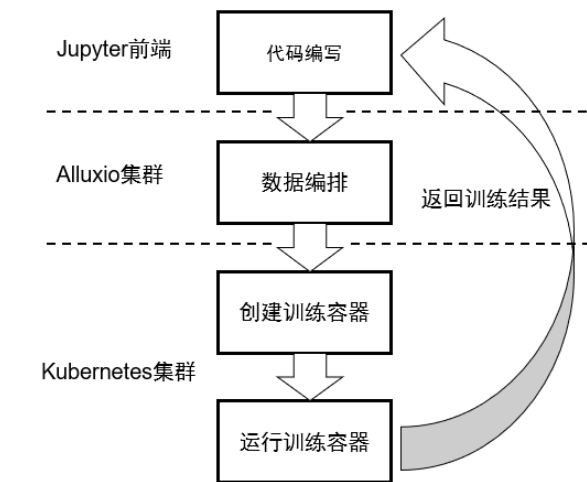 Jupyter前端
代码编写
Alluxio集群
数据编排
返回训练结果
创建训练容器
Kubernetes集群
运行训练容器